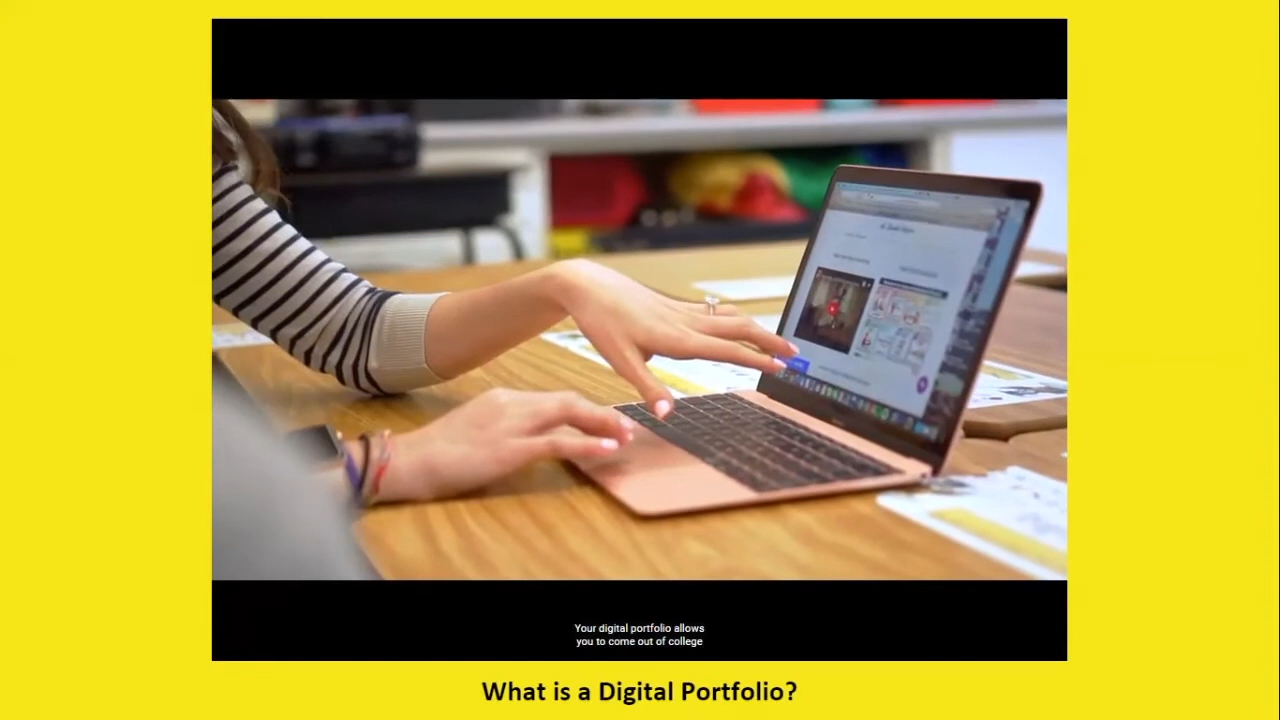 Your digital portfolio allows
you to come out of college
What is a Digital Portfolio?